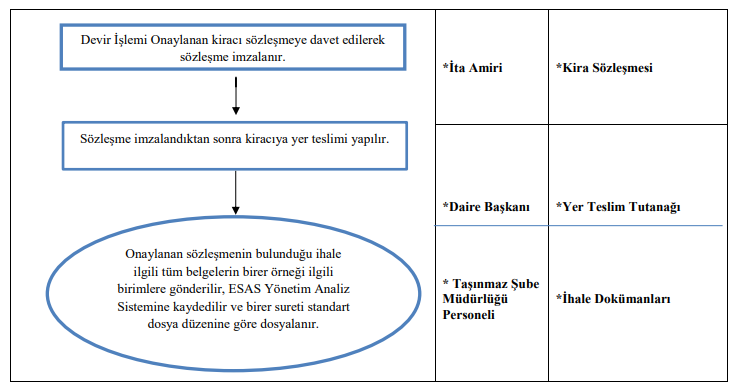 Devir İşlemi Onaylanan kiracı sözleşmeye davet edilerek
sözleşme imzalanır.
*İta Amiri
*Kira Sözleşmesi
Sözleşme imzalandıktan sonra kiracıya yer teslimi yapılır.
*Daire Başkanı
*Yer Teslim Tutanağı
Onaylanan sözleşmenin bulunduğu ihale
ilgili tüm belgelerin birer örneği ilgili
birimlere gönderilir, ESAS Yönetim Analiz
Sistemine kaydedilir ve birer sureti standart
dosya düzenine göre dosyalanır.
* Taşınmaz Şube
Müdürlüğü
Personeli
*İhale Dokümanları